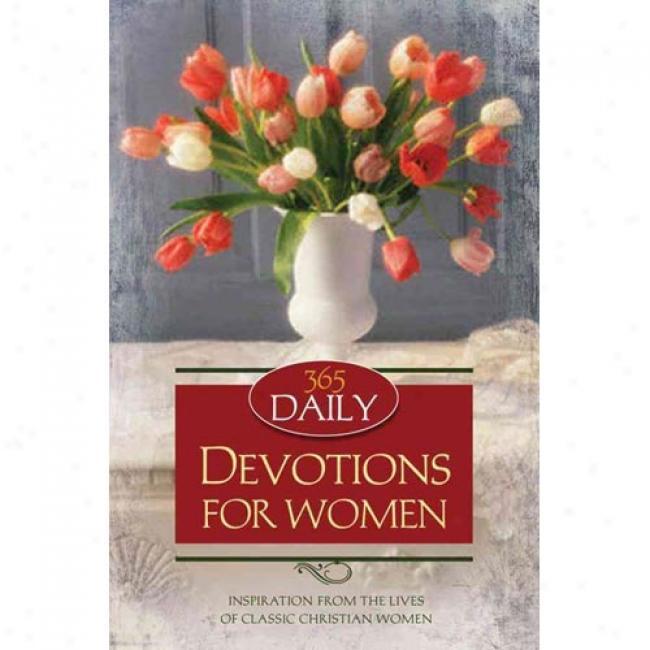 365
DAILY
DEVOTIONS
FOR WOMEN
INSPIRATION FROM THE LIVES
OF CLASSIC CHRISTIAN WOMEN